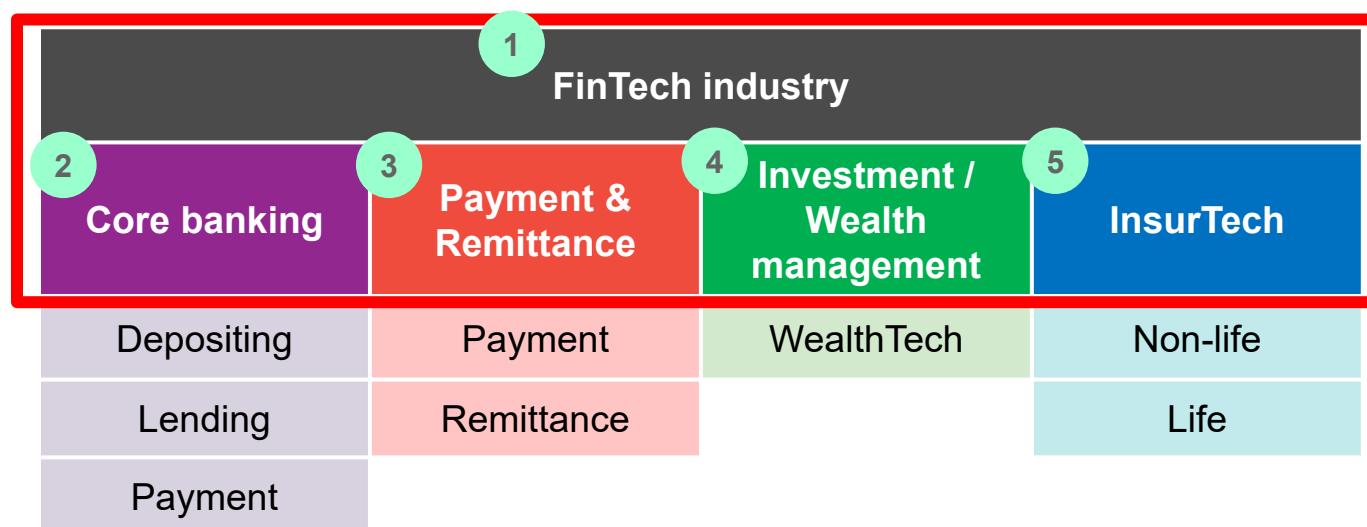 1
FinTech industry
2
Core banking
3
Payment &
Remittance
4
Investment /
Wealth
management
5
InsurTech
Depositing
Payment
WealthTech
Non-life
Lending
Remittance
Life
Payment